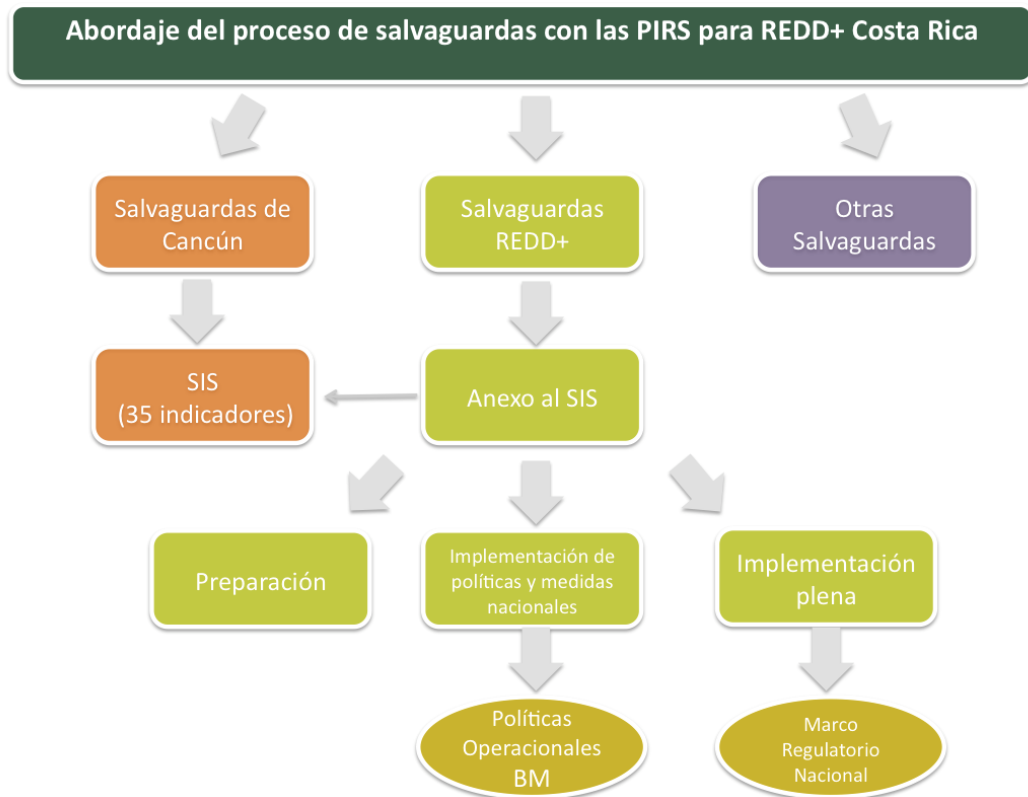 Abordaje del proceso de salvaguardas con las PIRS para REDD+ Costa Rica
Salvaguardas de
Cancún
Salvaguardas
REDD+
Otras
Salvaguardas
SIS
(35 indicadores)
Anexo al SIS
Preparación
Implementación de
políticas y medidas
nacionales
Implementación
plena
Políticas
Operacionales
BM
Marco
Regulatorio
Nacional